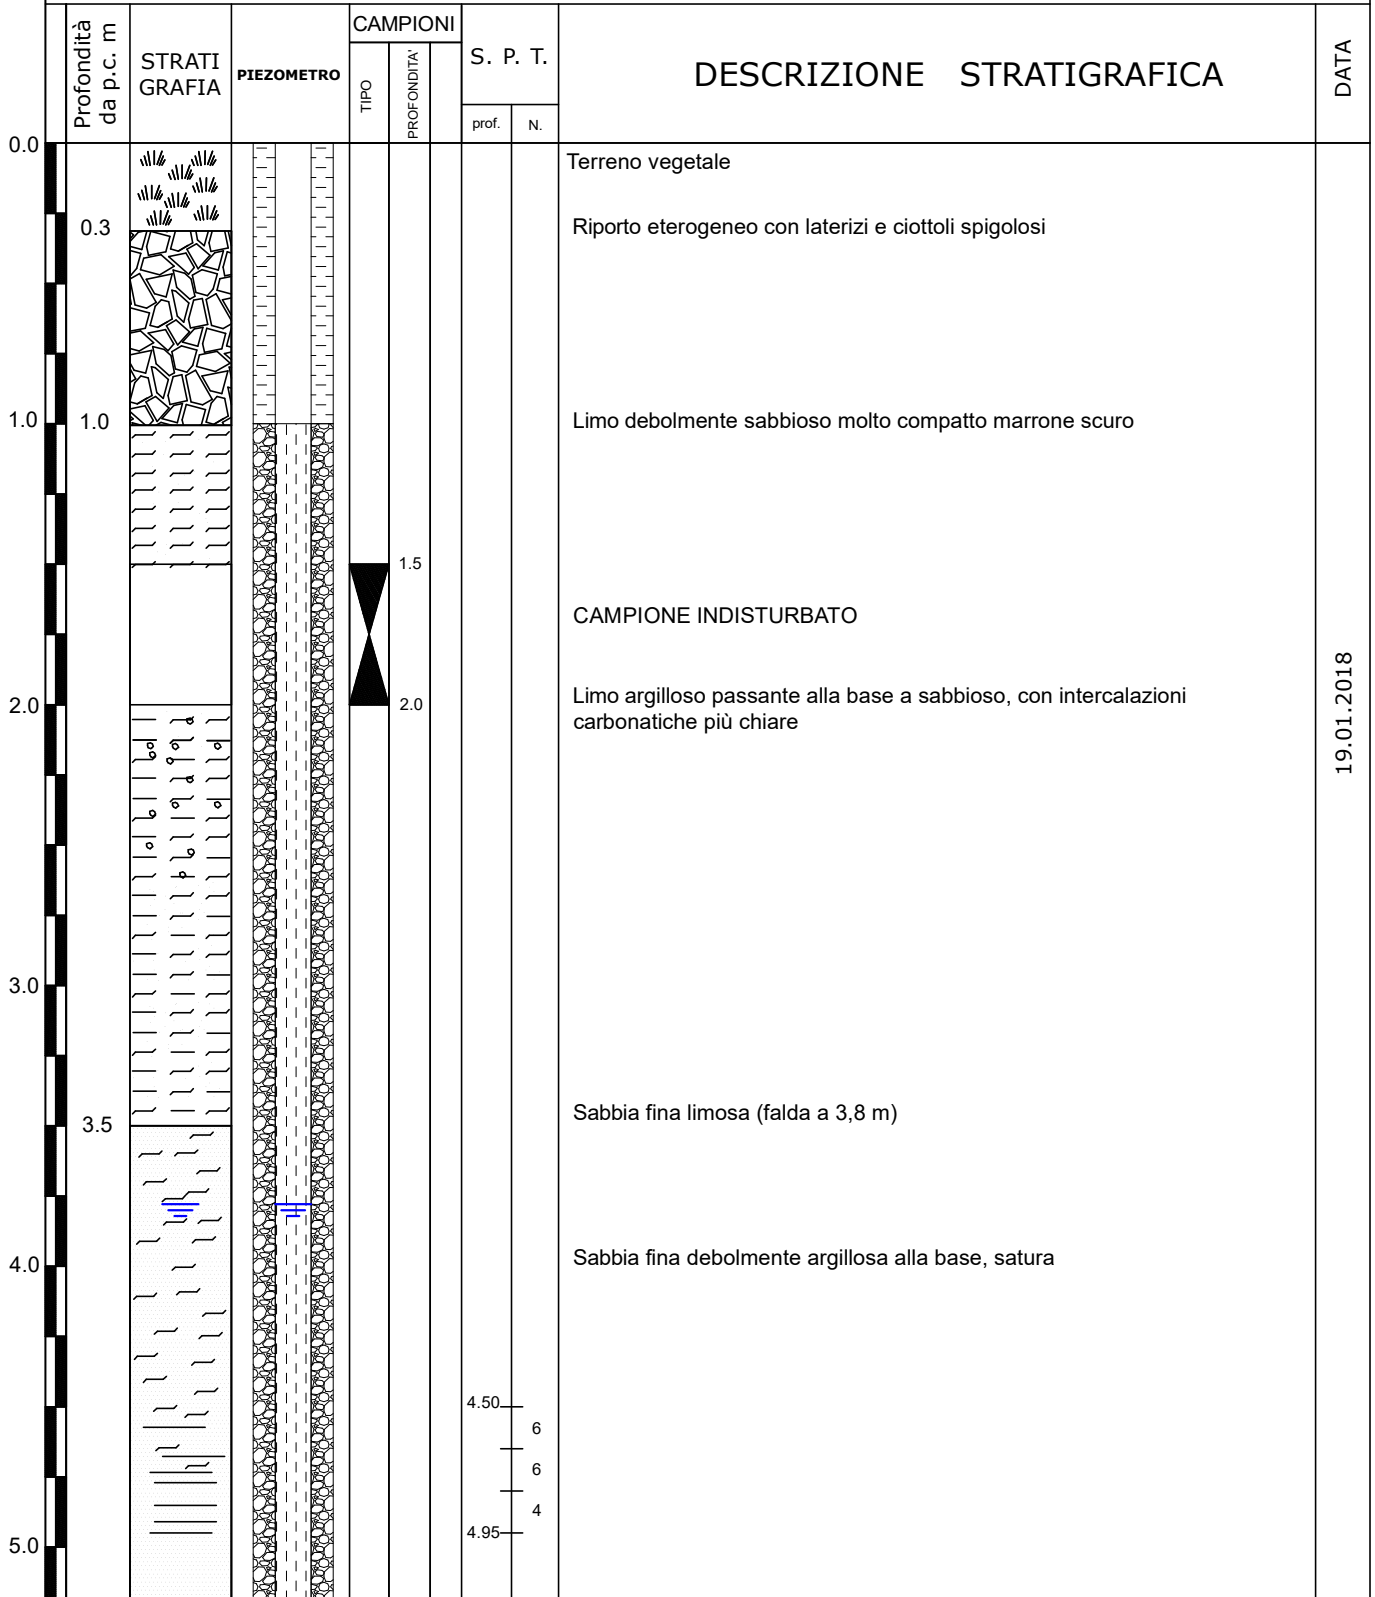 Profondità
da p.c. m
STRATI
GRAFIA
PIEZOMETRO
CAMPIONI
TIPO
PROFONDITA'
S. P. T.
prof.
N.
DESCRIZIONE STRATIGRAFICA
DATA
0.0
Terreno vegetale
0.3
Riporto eterogeneo con laterizi e ciottoli spigolosi
1.0
1.0
Limo debolmente sabbioso molto compatto marrone scuro
1.5
CAMPIONE INDISTURBATO
2.0
2.0
Limo argilloso passante alla base a sabbioso, con intercalazioni
carbonatiche più chiare
19.01.2018
3.0
3.5
Sabbia fina limosa (falda a 3,8 m)
4.0
Sabbia fina debolmente argillosa alla base, satura
4.50
6
6
4
4.95
5.0